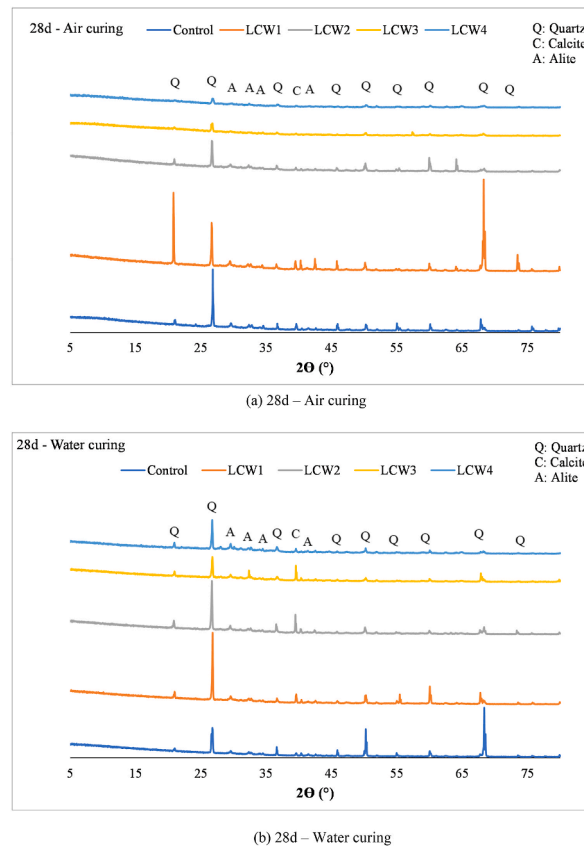 28d - Air curing
Control LCW1 LCW2 LCW3 LCW4
Q: Quartz
C: Calcite
A: Alite
Q Q A A A Q C A Q Q Q Q Q Q
5 15 25 35 45 55 65 75
2Θ (°)
(a) 28d – Air curing
28d - Water curing
Control LCW1 LCW2 LCW3 LCW4
Q: Quartz
C: Calcite
A: Alite
Q Q A A A Q C A Q Q Q Q Q Q
5 15 25 35 45 55 65 75
2Θ (°)
(b) 28d – Water curing